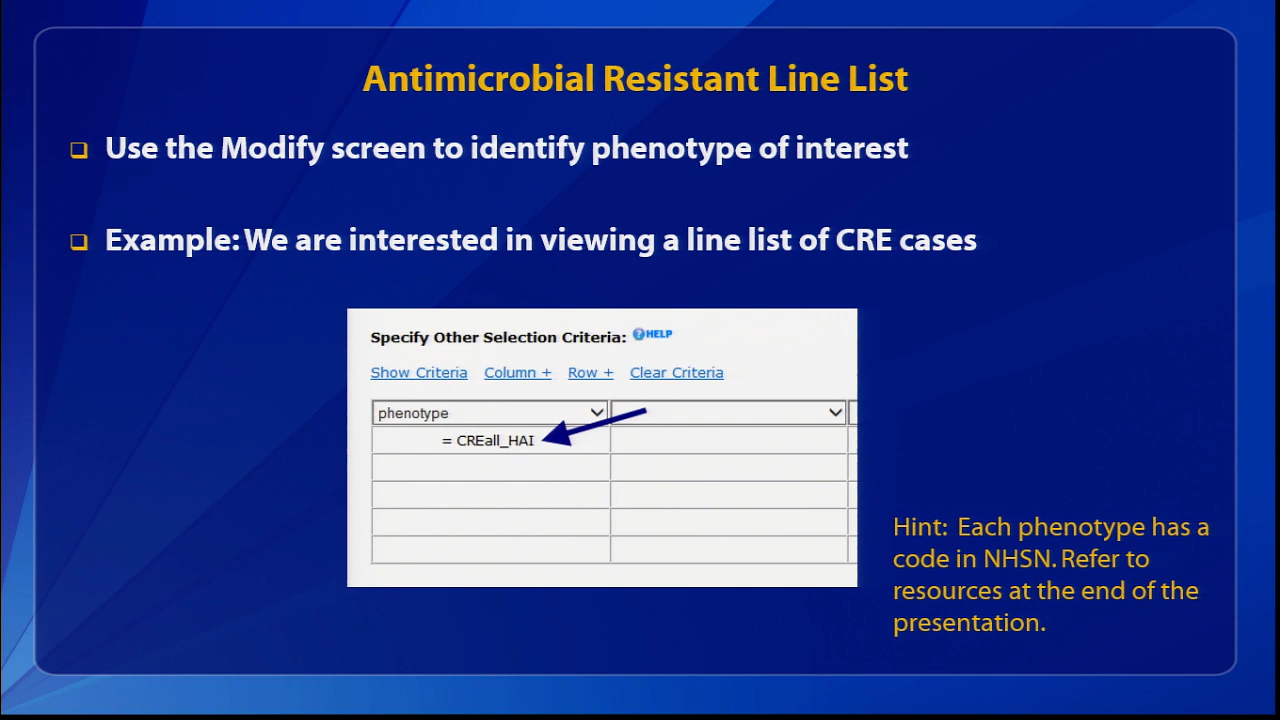 Antimicrobial Resistant Line List
Use the Modify screen to identify phenotype of interest
Example: We are interested in viewing a line list of CRE cases
Specify Other Selection Criteria: ?HELP
Show Criteria Column + Row + Clear Criteria
phenotype
= CREall_HAI
Hint: Each phenotype has a
code in NHSN. Refer to
resources at the end of the
presentation.